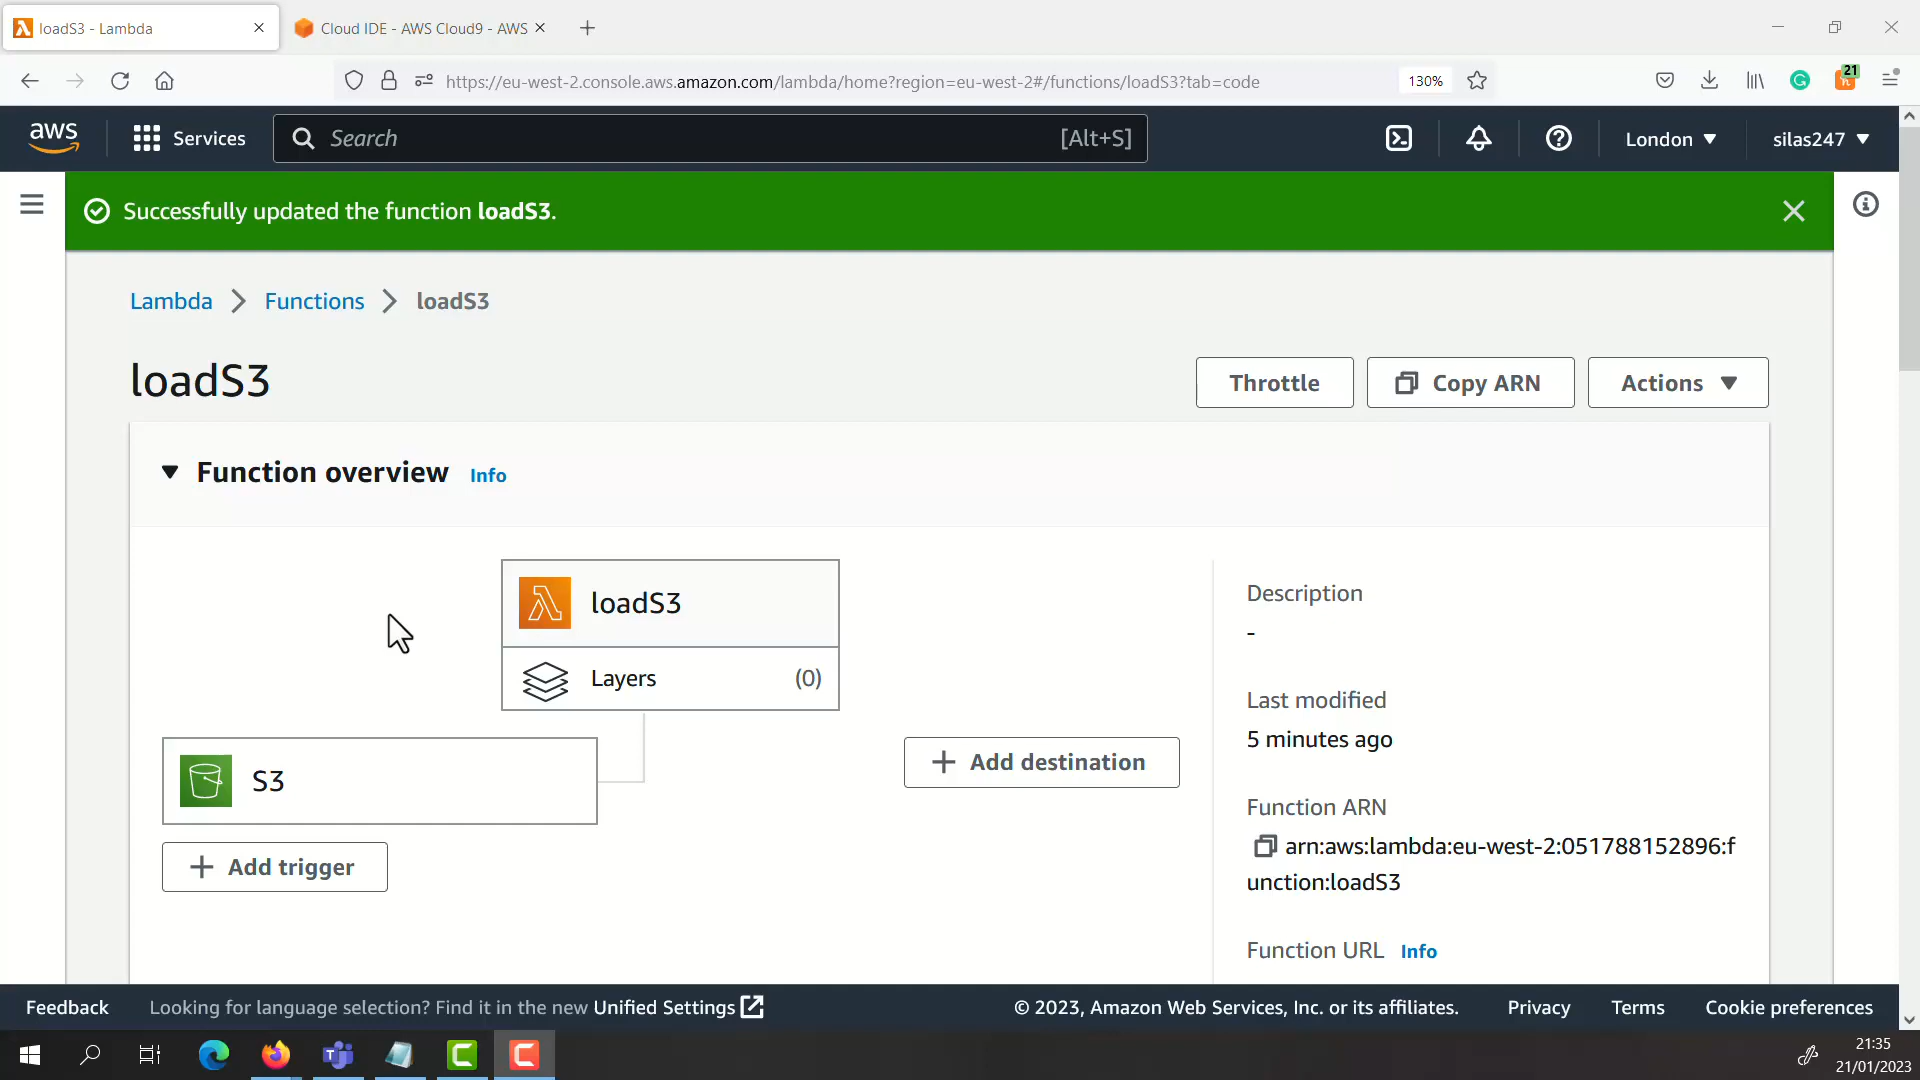 loadS3 - Lambda
Cloud IDE - AWS Cloud9 - AWS
https://eu-west-2.console.aws.amazon.com/lambda/home?region=eu-west-2#/functions/loadS3?tab=code
130%
21
aws
Services
Search
[Alt+S]
London
silas247
Successfully updated the function loadS3.
Lambda
Functions
loadS3
loadS3
Throttle
Copy ARN
Actions
Function overview
Info
loadS3
Layers
(0)
S3
Add trigger
Add destination
Description
-
Last modified
5 minutes ago
Function ARN
arn:aws:lambda:eu-west-2:051788152896:f
unction:loadS3
Function URL
Info
Feedback
Looking for language selection? Find it in the new Unified Settings
© 2023, Amazon Web Services, Inc. or its affiliates.
Privacy
Terms
Cookie preferences
21:35
21/01/2023